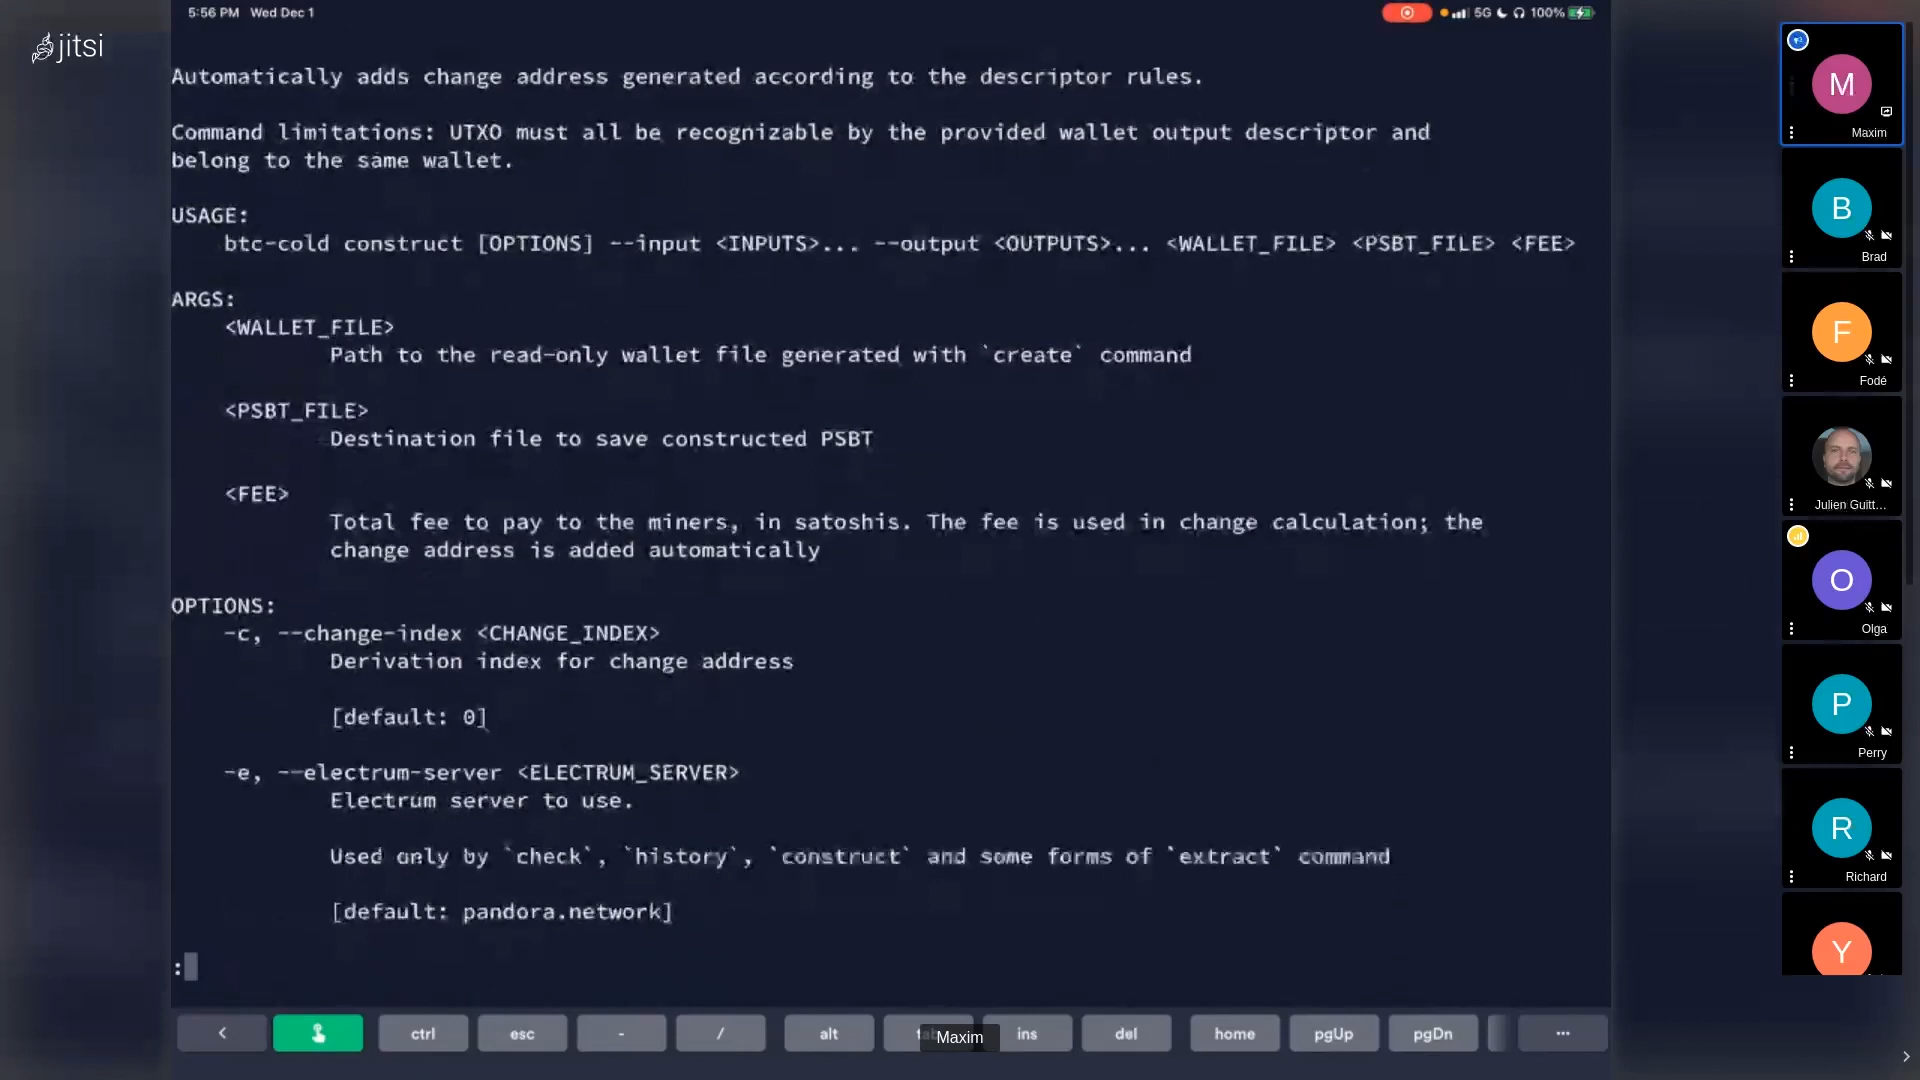 5:56 PM Wed Dec 1
5G 100%
jitsi
Automatically adds change address generated according to the descriptor rules.
Command limitations: UTXO must all be recognizable by the provided wallet output descriptor and
belong to the same wallet.
USAGE:
btc-cold construct [OPTIONS] --input <INPUTS>... --output <OUTPUTS>... <WALLET_FILE> <PSBT_FILE> <FEE>
ARGS:
<WALLET_FILE>
Path to the read-only wallet file generated with `create` command
<PSBT_FILE>
Destination file to save constructed PSBT
<FEE>
Total fee to pay to the miners, in satoshis. The fee is used in change calculation; the
change address is added automatically
OPTIONS:
-c, --change-index <CHANGE_INDEX>
Derivation index for change address
[default: 0]
-e, --electrum-server <ELECTRUM_SERVER>
Electrum server to use.
Used only by `check`, `history`, `construct` and some forms of `extract` command
[default: pandora.network]
:
< ctrl esc - / alt ins del home pgUp pgDn ...
Maxim
M
Maxim
B
Brad
F
Fodé
Julien Guitt...
O
Olga
P
Perry
R
Richard
Y